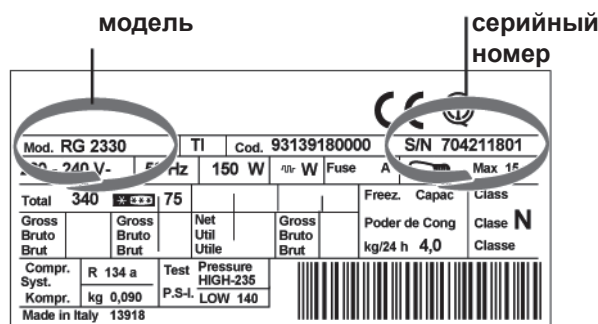 модель
серийный
номер
CE
Mod. RG 2330 TI Cod. 93139180000 S/N 704211801
240 V- Hz 150 W W Fuse A Max 15
Total 340 75 Freez. Capac Class
Gross Gross Net Gross Poder de Cong Clase N
Bruto Bruto Util Bruto
Brut Brut Utile Brut kg/24 h 4,0 Classe
Compr. R 134 a Test Pressure
Syst. HIGH-235
Kompr. kg 0,090 P.S-I. LOW 140
Made in Italy 13918